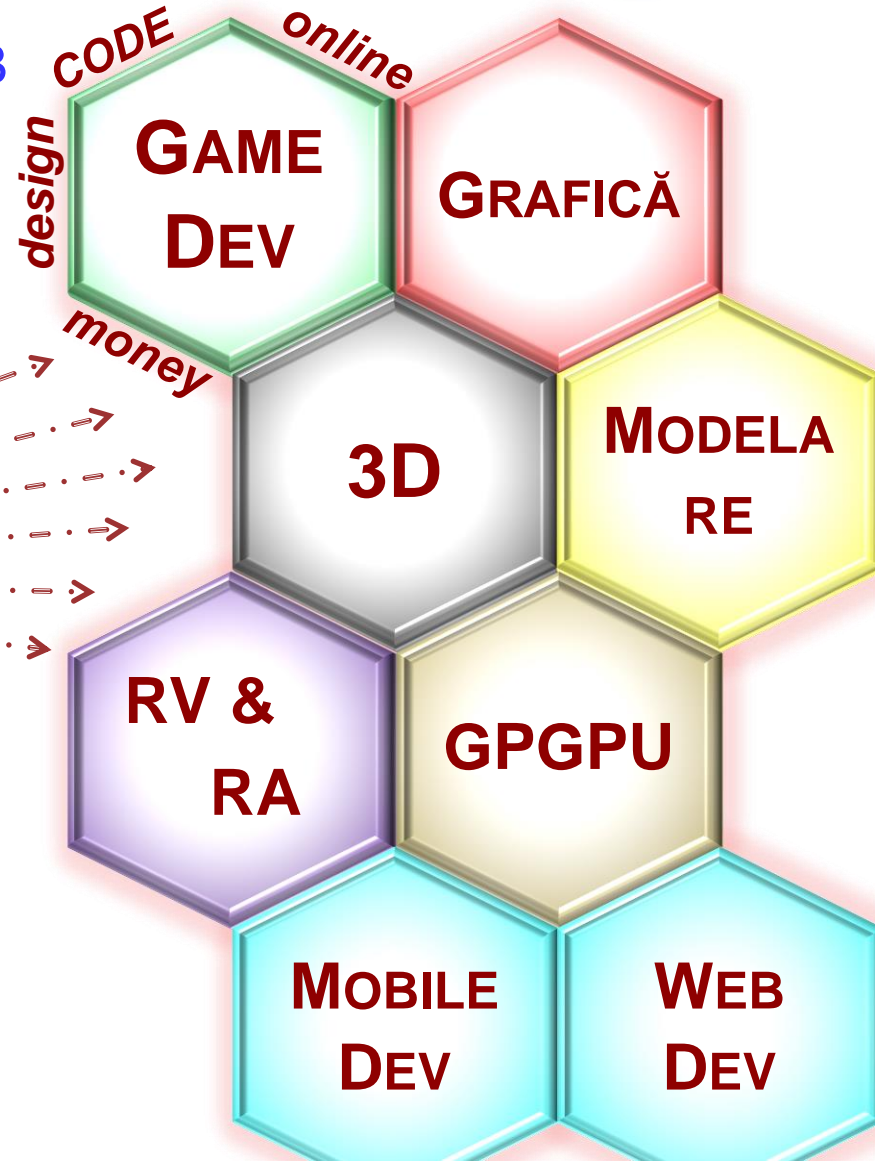 CODE
online
design
GAME
DEV
money
GRAFICĂ
3D
MODELA
RE
RV &
RA
GPGPU
MOBILE
DEV
WEB
DEV